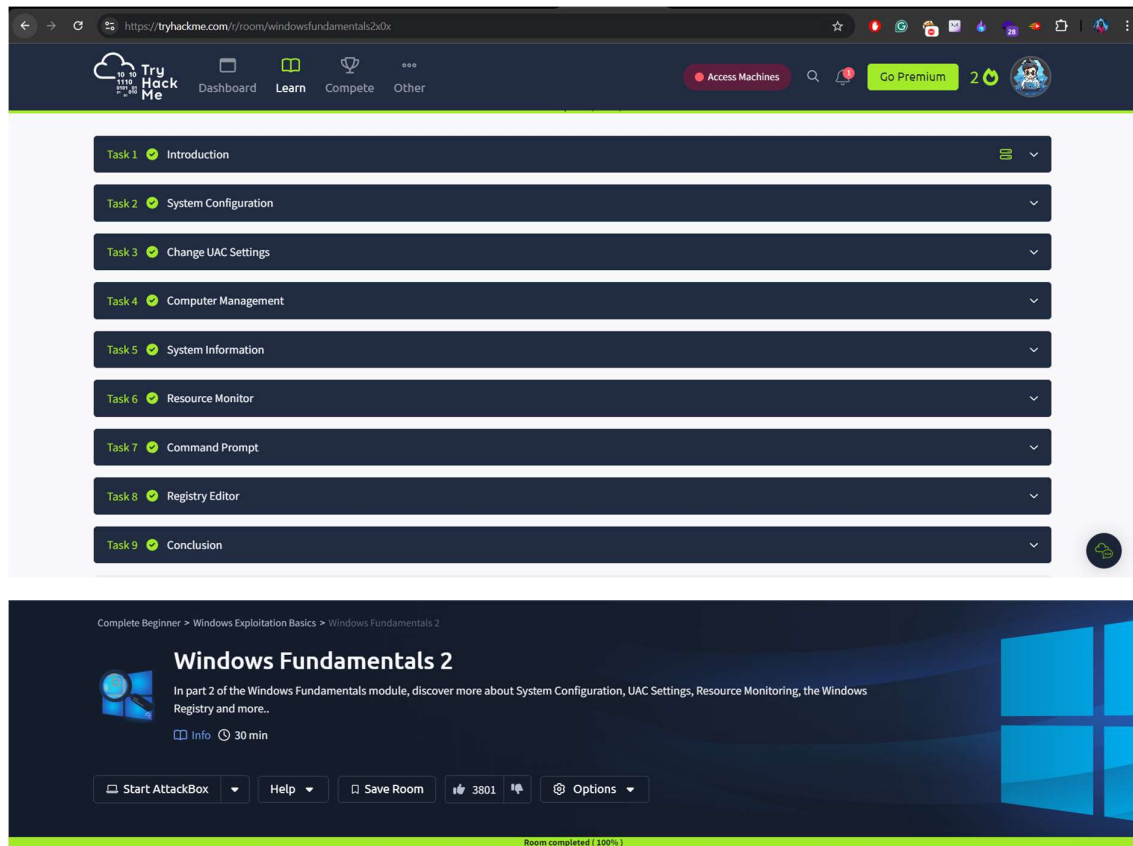 https://tryhackme.com/r/room/windowsfundamentals2x0x
28
Try Hack Me
Dashboard
Learn
Compete
Other
Access Machines
1
Go Premium
2
Task 1 Introduction
Task 2 System Configuration
Task 3 Change UAC Settings
Task 4 Computer Management
Task 5 System Information
Task 6 Resource Monitor
Task 7 Command Prompt
Task 8 Registry Editor
Task 9 Conclusion
Complete Beginner > Windows Exploitation Basics > Windows Fundamentals 2
Windows Fundamentals 2
In part 2 of the Windows Fundamentals module, discover more about System Configuration, UAC Settings, Resource Monitoring, the Windows
Registry and more..
Info 30 min
Start AttackBox
Help
Save Room
3801
Options
Room completed ( 100% )